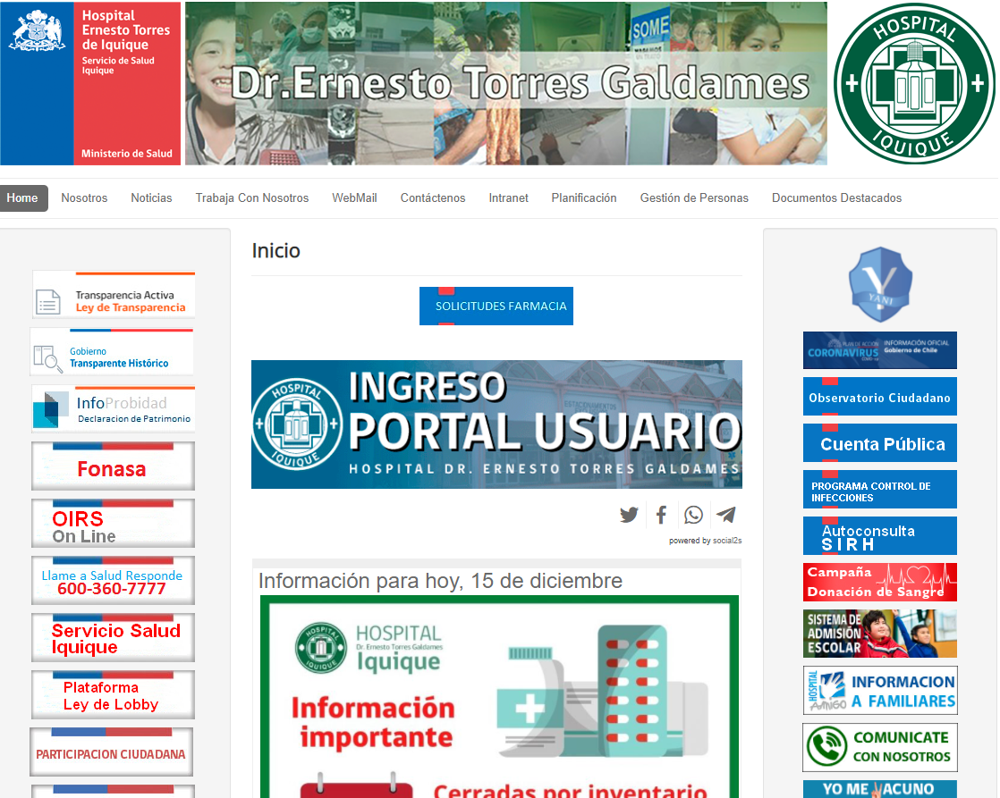 Hospital
Ernesto Torres
de Iquique
Servicio de Salud
Iquique
Ministerio de Salud
SOME
Dr.Ernesto Torres Galdames
HOSPITAL
IQUIQUE
Home
Nosotros
Noticias
Trabaja Con Nosotros
WebMail
Contáctenos
Intranet
Planificación
Gestión de Personas
Documentos Destacados
Transparencia Activa
Ley de Transparencia
Gobierno
Transparente Histórico
InfoProbidad
Declaracion de Patrimonio
Fonasa
OIRS
On Line
Llame a Salud Responde
600-360-7777
Servicio Salud
Iquique
Plataforma
Ley de Lobby
PARTICIPACION CIUDADANA
Inicio
SOLICITUDES FARMACIA
HOSPITAL
IQUIQUE
INGRESO
PORTAL USUARIO
HOSPITAL DR. ERNESTO TORRES GALDAMES
powered by social2s
Información para hoy, 15 de diciembre
HOSPITAL
IQUIQUE
HOSPITAL
Dr. Ernesto Torres Galdames
Iquique
Información
importante
Cerradas por inventario
YANI
PLAN DE ACCIÓN
CORONAVIRUS
INFORMACIÓN OFICIAL
Gobierno de Chile
Observatorio Ciudadano
Cuenta Pública
PROGRAMA CONTROL DE
INFECCIONES
Autoconsulta
SIRH
Campaña
Donación de Sangre
SISTEMA DE
ADMISIÓN
ESCOLAR
HOSPITAL
AMIGO
INFORMACION
A FAMILIARES
COMUNICATE
CON NOSOTROS
YO ME VACUNO